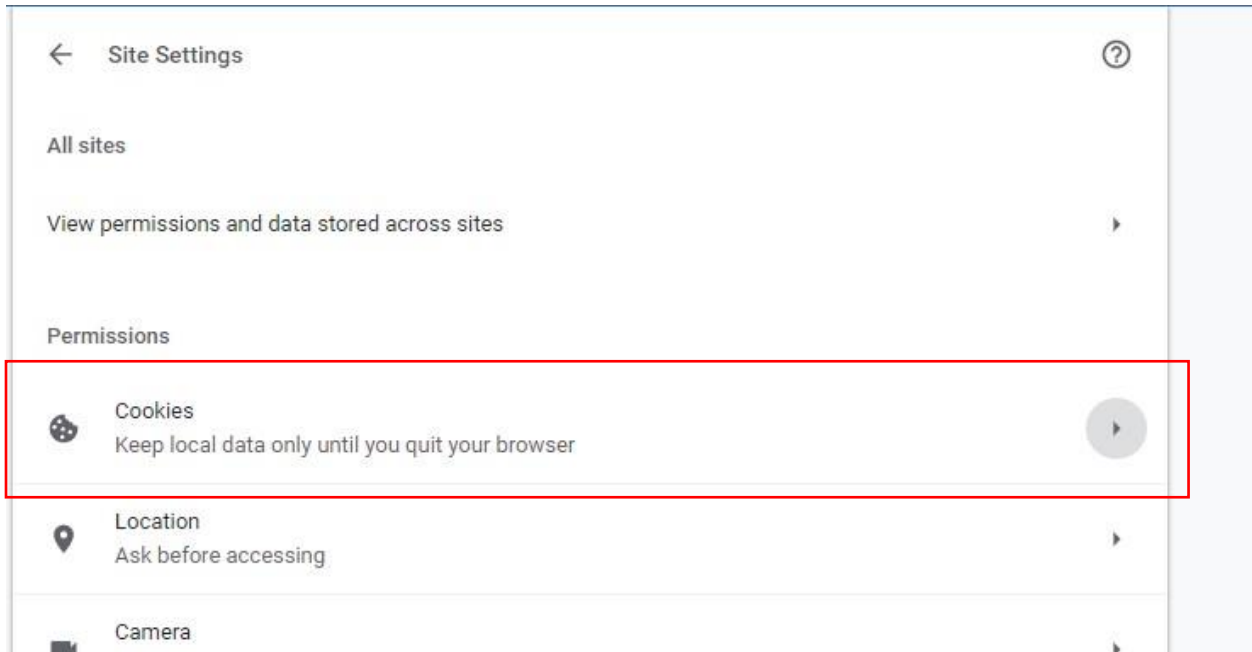 Site Settings
All sites
View permissions and data stored across sites
Permissions
Cookies
Keep local data only until you quit your browser
Location
Ask before accessing
Camera